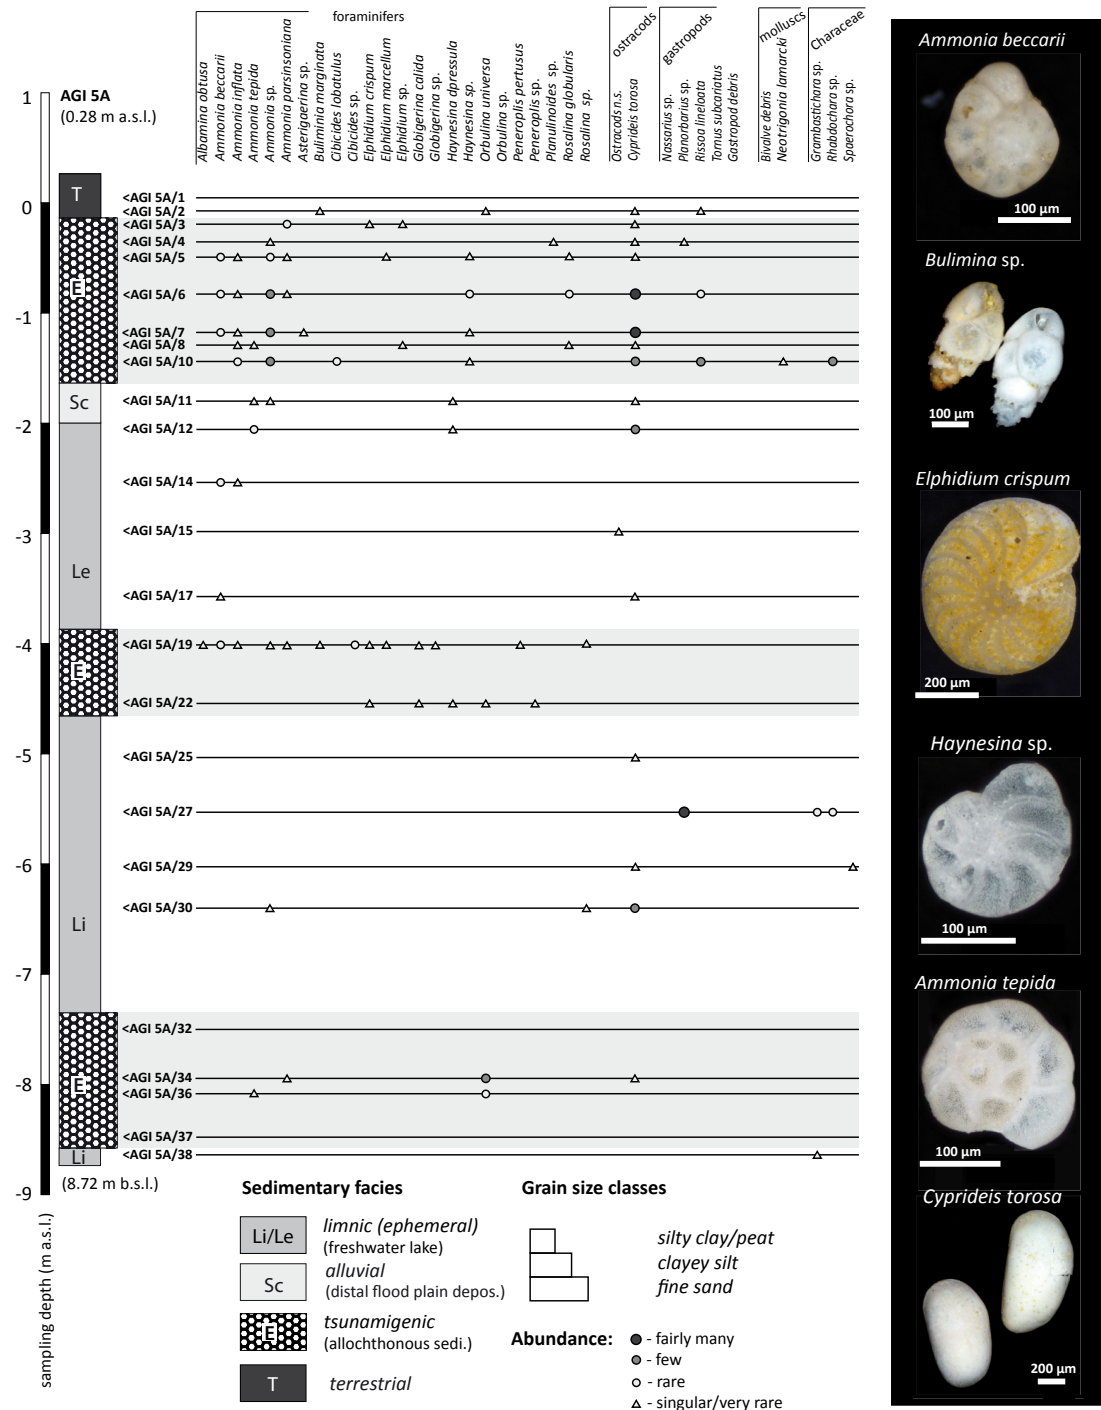 foraminifers
ostracods
gastropods
molluscs
Characeae
Albamina obtusa
Ammonia beccarii
Ammonia inflata
Ammonia tepida
Ammonia sp.
Ammonia parsinsoniana
Asterigaerina sp.
Buliminia marginata
Cibicides lobatulus
Cibicides sp.
Elphidium crispum
Elphidium marcellum
Elphidium sp.
Globigerina calida
Globigerina sp.
Haynesina dpressula
Haynesina sp.
Orbulina universa
Orbulina sp.
Peneroplis pertusus
Peneroplis sp.
Planulinoides sp.
Rosalina globularis
Rosalina sp.
Ostracods n.s.
Cyprideis torosa
Nassarius sp.
Planorbarius sp.
Rissoa lineloata
Tornus subcarinatus
Gastropod debris
Bivalve debris
Neotrigonia lamarcki
Grambastichara sp.
Rhabdochara sp.
Spaerochara sp.
AGI 5A
(0.28 m a.s.l.)
1
0
-1
-2
-3
-4
-5
-6
-7
-8
-9
sampling depth (m a.s.l.)
T
E
Sc
Le
E
Li
E
Li
(8.72 m b.s.l.)
<AGI 5A/1
<AGI 5A/2
<AGI 5A/3
<AGI 5A/4
<AGI 5A/5
<AGI 5A/6
<AGI 5A/7
<AGI 5A/8
<AGI 5A/10
<AGI 5A/11
<AGI 5A/12
<AGI 5A/14
<AGI 5A/15
<AGI 5A/17
<AGI 5A/19
<AGI 5A/22
<AGI 5A/25
<AGI 5A/27
<AGI 5A/29
<AGI 5A/30
<AGI 5A/32
<AGI 5A/34
<AGI 5A/36
<AGI 5A/37
<AGI 5A/38
Sedimentary facies
Li/Le
limnic (ephemeral)
(freshwater lake)
Sc
alluvial
(distal flood plain depos.)
E
tsunamigenic
(allochthonous sedi.)
T
terrestrial
Grain size classes
silty clay/peat
clayey silt
fine sand
Abundance:
- fairly many
- few
- rare
- singular/very rare
Ammonia beccarii
100 µm
Bulimina sp.
100 µm
Elphidium crispum
200 µm
Haynesina sp.
100 µm
Ammonia tepida
100 µm
Cyprideis torosa
200 µm